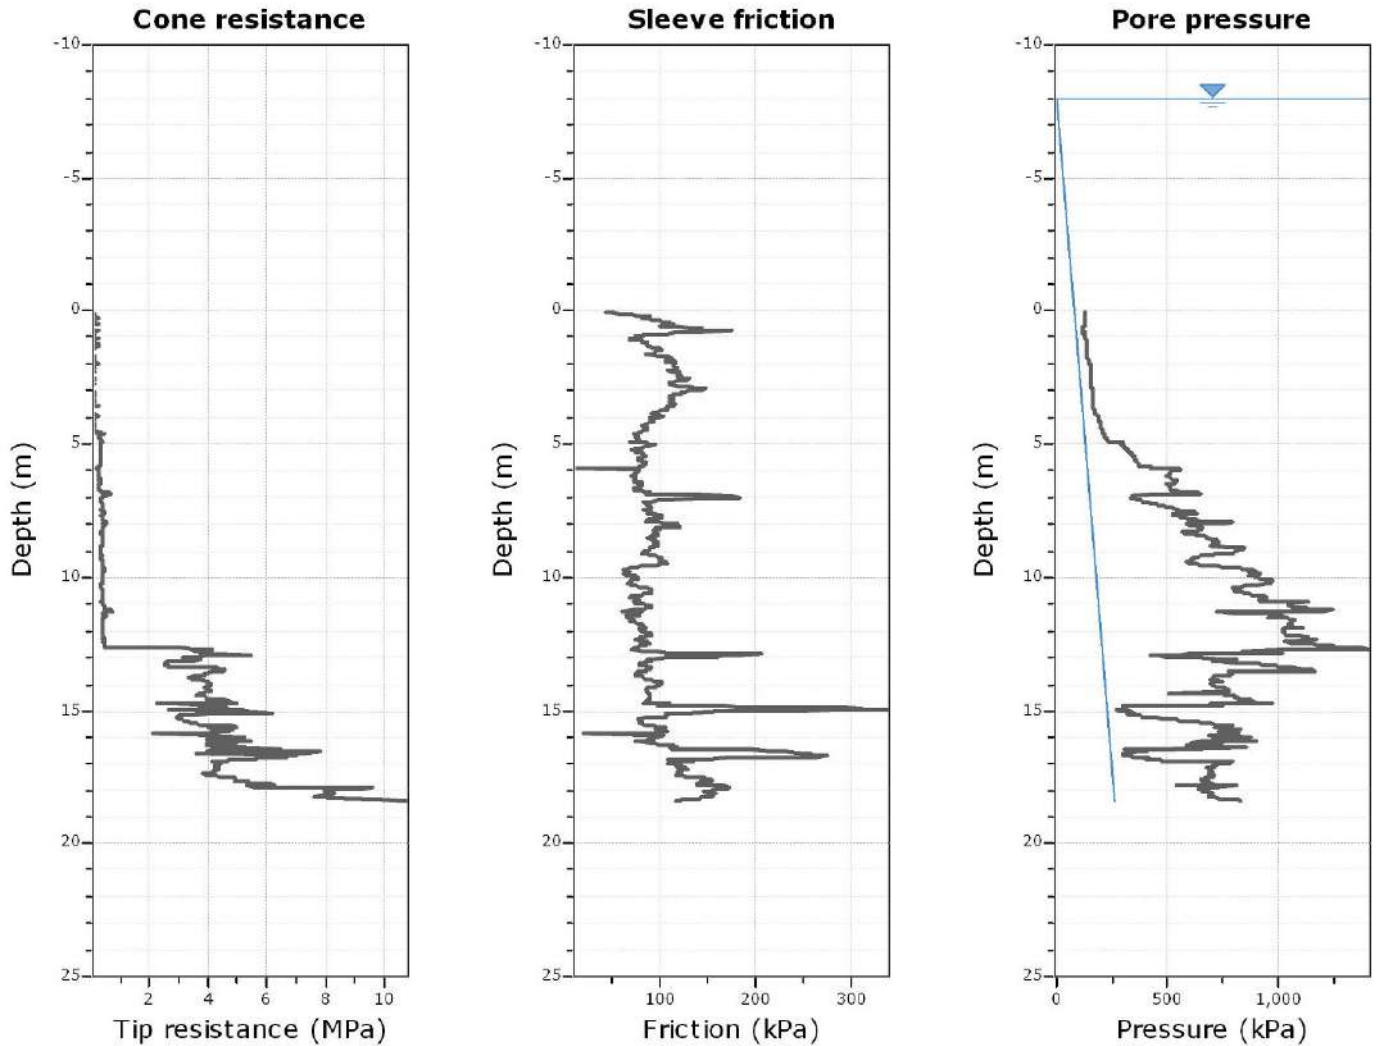 Cone resistance
Sleeve friction
Pore pressure
-10
-5
0
5
10
15
20
25
Depth (m)
2 4 6 8 10
Tip resistance (MPa)
-10
-5
0
5
10
15
20
25
Depth (m)
100 200 300
Friction (kPa)
-10
-5
0
5
10
15
20
25
Depth (m)
0 500 1,000
Pressure (kPa)